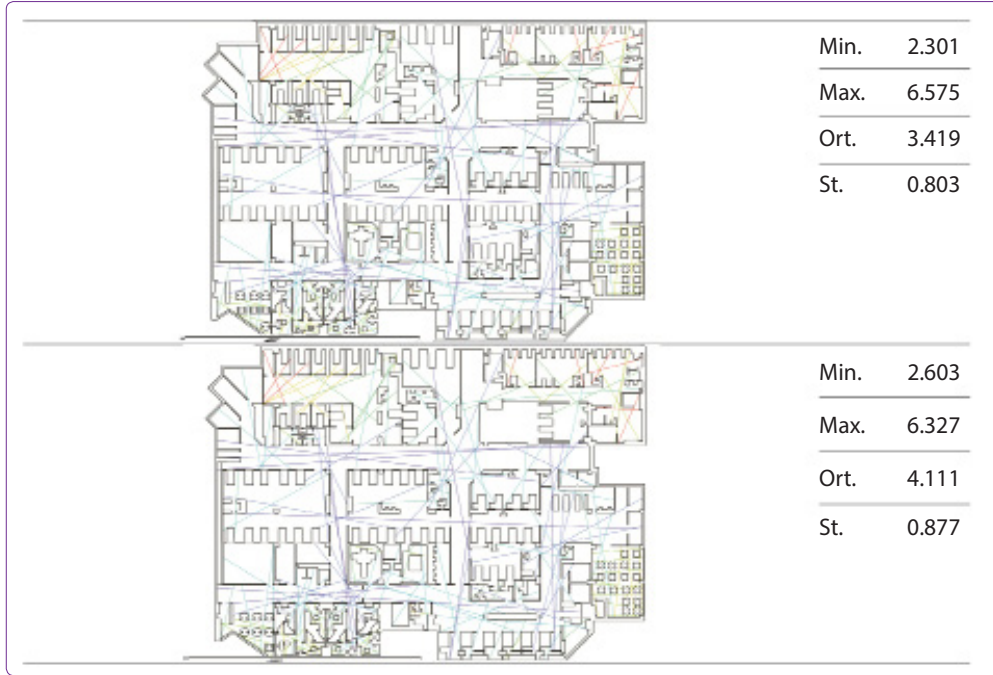 Min. 2.301
Max. 6.575
Ort. 3.419
St. 0.803
Min. 2.603
Max. 6.327
Ort. 4.111
St. 0.877